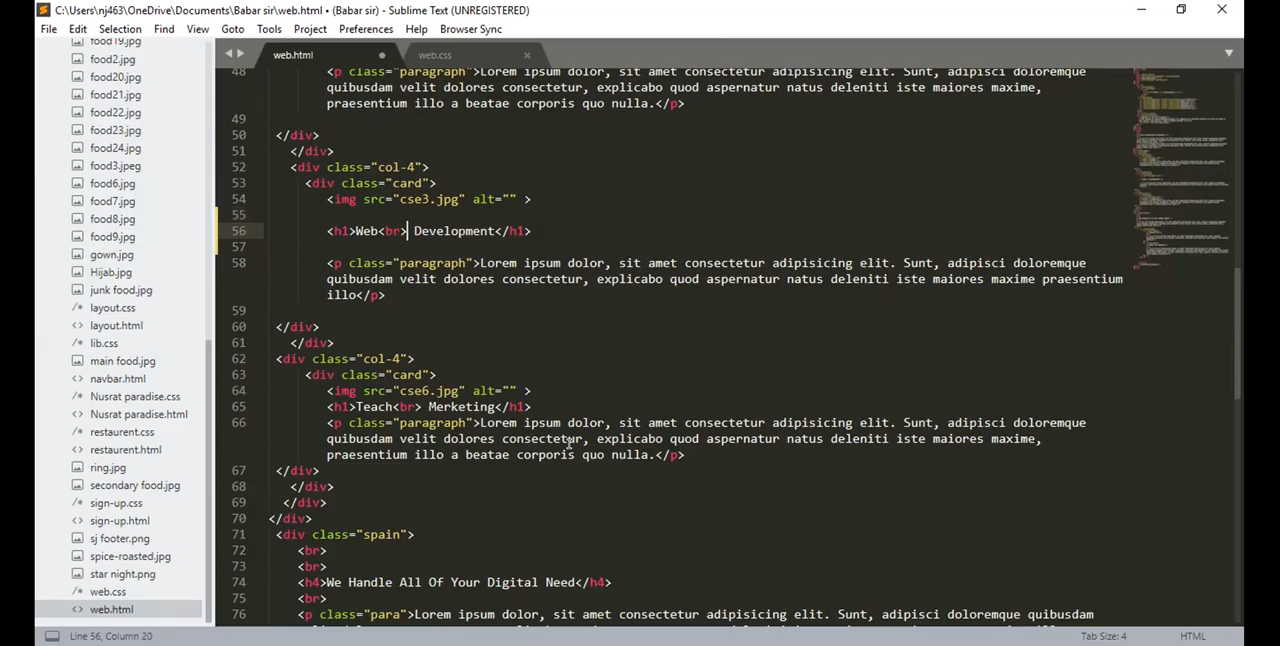 C:\Users\nj463\OneDrive\Documents\Babar sir\web.html • (Babar sir) - Sublime Text (UNREGISTERED)
File Edit Selection Find View Goto Tools Project Preferences Help Browser Sync
food19.jpg
food2.jpg
food20.jpg
food21.jpg
food22.jpg
food23.jpg
food24.jpg
food3.jpeg
food6.jpg
food7.jpg
food8.jpg
food9.jpg
gown.jpg
Hijab.jpg
junk food.jpg
/* layout.css
<> layout.html
/* lib.css
main food.jpg
<> navbar.html
/* Nusrat paradise.css
<> Nusrat paradise.html
/* restaurent.css
<> restaurent.html
ring.jpg
secondary food.jpg
/* sign-up.css
<> sign-up.html
sj footer.png
spice-roasted.jpg
star night.png
/* web.css
<> web.html
web.html web.css
48 <p class="paragraph">Lorem ipsum dolor, sit amet consectetur adipisicing elit. Sunt, adipisci doloremque
quibusdam velit dolores consectetur, explicabo quod aspernatur natus deleniti iste maiores maxime,
praesentium illo a beatae corporis quo nulla.</p>
49
50 </div>
51 </div>
52 <div class="col-4">
53 <div class="card">
54 <img src="cse3.jpg" alt="" >
55
56 <h1>Web<br> Development</h1>
57
58 <p class="paragraph">Lorem ipsum dolor, sit amet consectetur adipisicing elit. Sunt, adipisci doloremque
quibusdam velit dolores consectetur, explicabo quod aspernatur natus deleniti iste maiores maxime praesentium
illo</p>
59
60 </div>
61 </div>
62 <div class="col-4">
63 <div class="card">
64 <img src="cse6.jpg" alt="" >
65 <h1>Teach<br> Merketing</h1>
66 <p class="paragraph">Lorem ipsum dolor, sit amet consectetur adipisicing elit. Sunt, adipisci doloremque
quibusdam velit dolores consectetur, explicabo quod aspernatur natus deleniti iste maiores maxime,
praesentium illo a beatae corporis quo nulla.</p>
67 </div>
68 </div>
69 </div>
70 </div>
71 <div class="spain">
72 <br>
73 <br>
74 <h4>We Handle All Of Your Digital Need</h4>
75 <br>
76 <p class="para">Lorem ipsum dolor, sit amet consectetur adipisicing elit. Sunt, adipisci doloremque quibusdam
Line 56, Column 20 Tab Size: 4 HTML